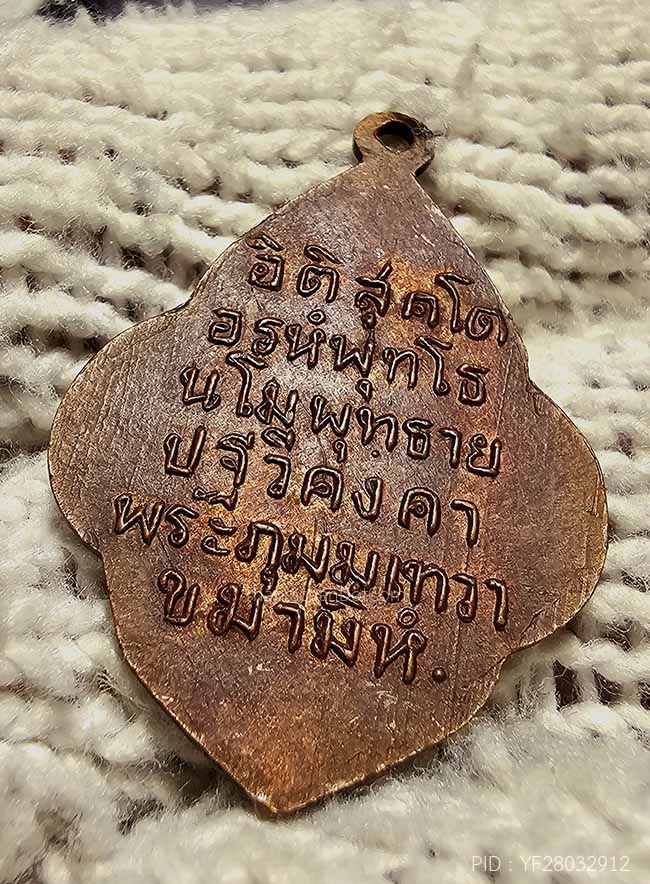 อิติสุคโต
อรหํพุทโธ
นโมพุทฺธาย
ปฐวีคงคา
พระภุมมเทวา
ขมามิหํ.
PID : YF28032912